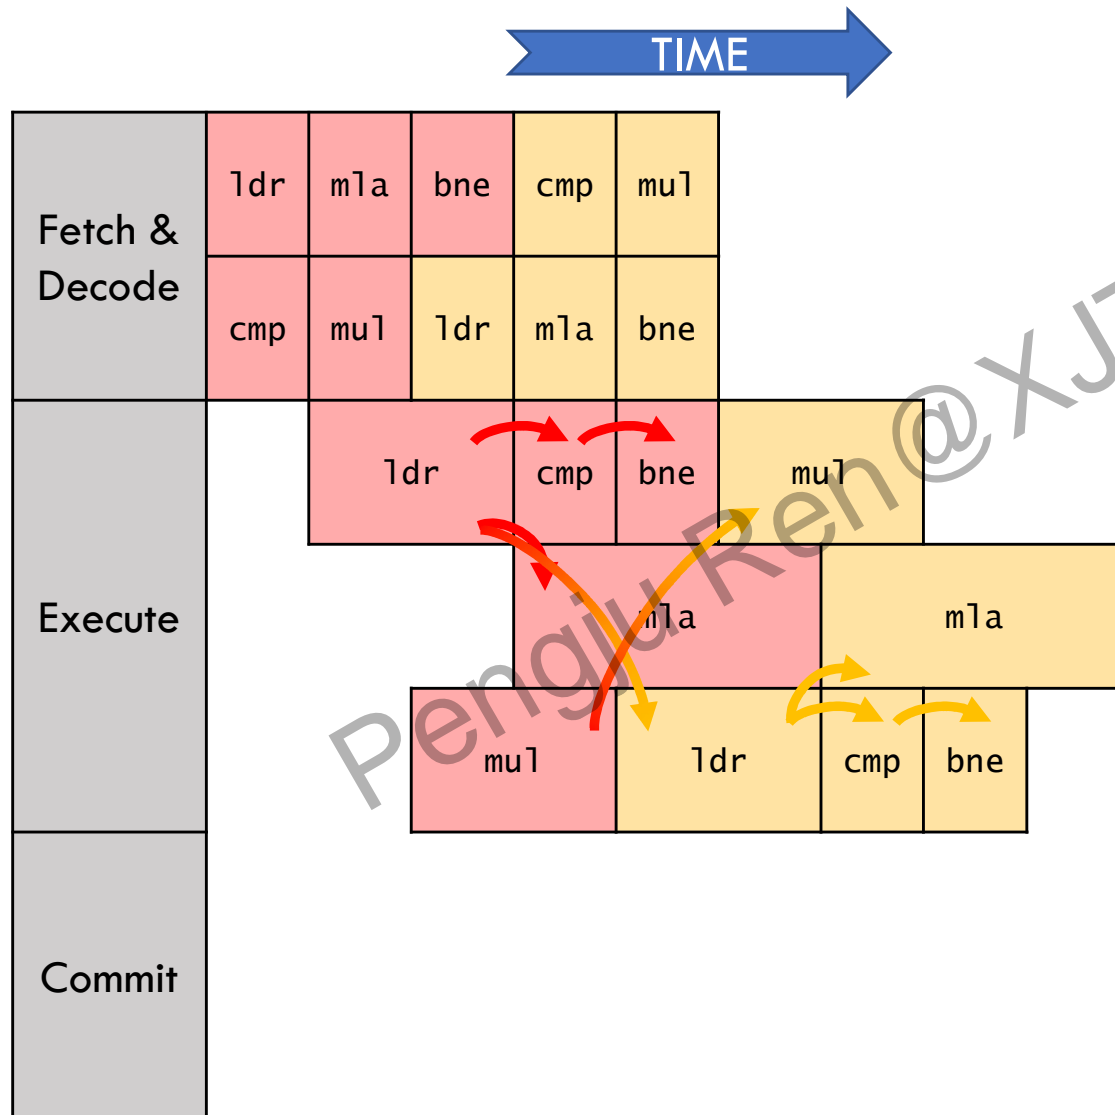 TIME
ldr mla bne cmp mul
Fetch &
Decode
cmp mul ldr mla bne
ldr cmp bne mul
Execute
mla mla
mul ldr cmp bne
Commit
Pengju Ren@XJT